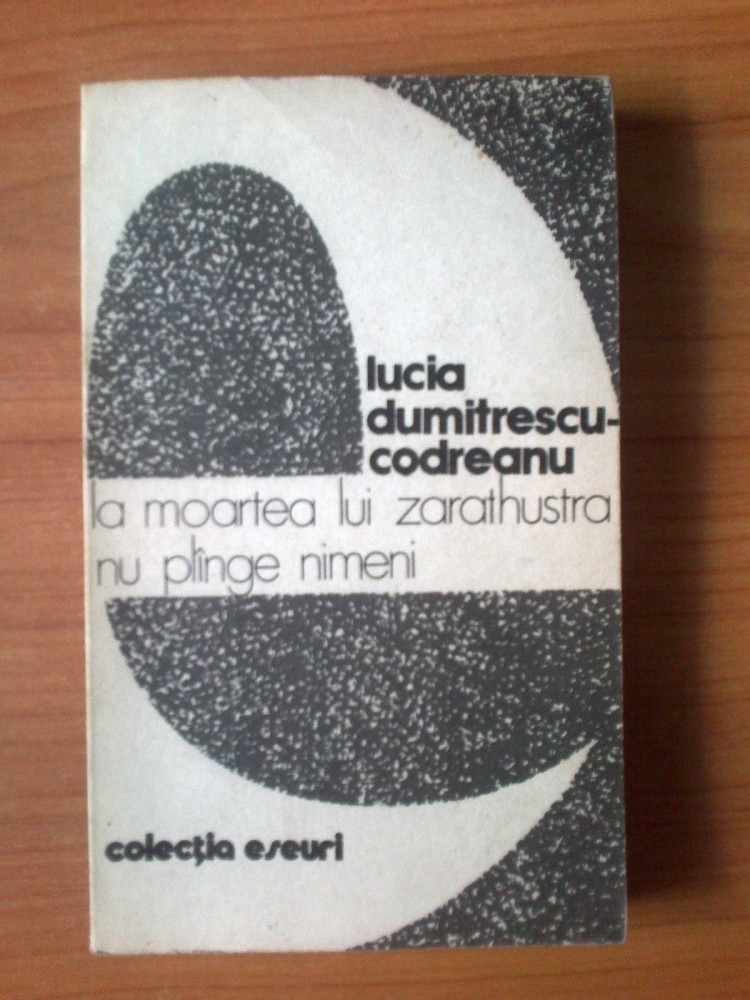 lucia
dumitrescu-
codreanu
la moartea lui zarathustra
nu plînge nimeni
colecția eseuri